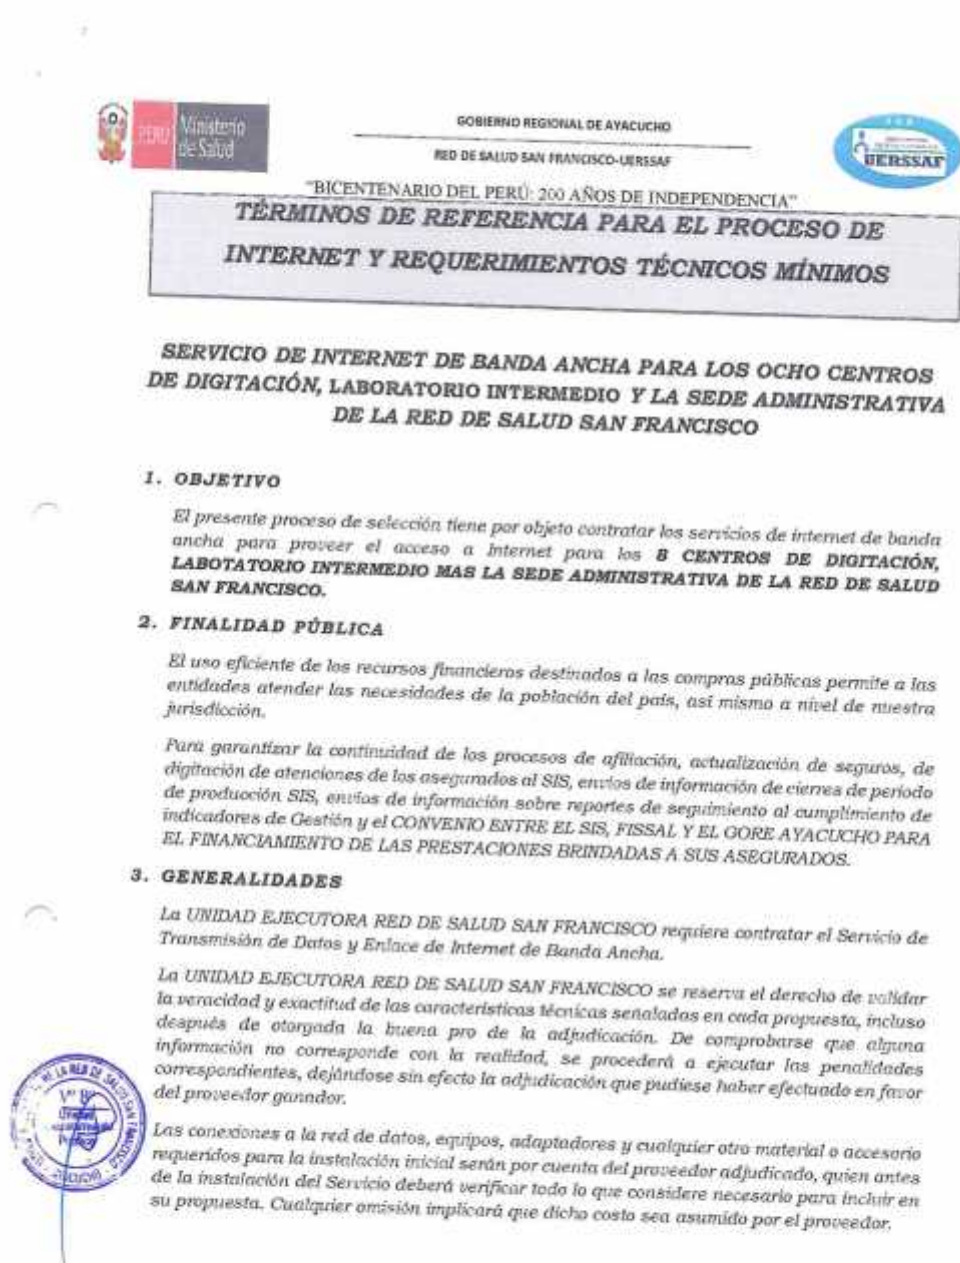 PERÚ
Ministerio
de Salud
GOBIERNO REGIONAL DE AYACUCHO
RED DE SALUD SAN FRANCISCO-UERSSAF
UERSSAF
"BICENTENARIO DEL PERÚ: 200 AÑOS DE INDEPENDENCIA"
TÉRMINOS DE REFERENCIA PARA EL PROCESO DE
INTERNET Y REQUERIMIENTOS TÉCNICOS MÍNIMOS
SERVICIO DE INTERNET DE BANDA ANCHA PARA LOS OCHO CENTROS
DE DIGITACIÓN, LABORATORIO INTERMEDIO Y LA SEDE ADMINISTRATIVA
DE LA RED DE SALUD SAN FRANCISCO
1. OBJETIVO
El presente proceso de selección tiene por objeto contratar los servicios de internet de banda
ancha para proveer el acceso a Internet para los 8 CENTROS DE DIGITACIÓN,
LABOTATORIO INTERMEDIO MAS LA SEDE ADMINISTRATIVA DE LA RED DE SALUD
SAN FRANCISCO.
2. FINALIDAD PÚBLICA
El uso eficiente de los recursos financieros destinados a las compras públicas permite a las
entidades atender las necesidades de la población del país, así mismo a nivel de nuestra
jurisdicción.
Para garantizar la continuidad de los procesos de afiliación, actualización de seguros, de
digitación de atenciones de los asegurados al SIS, envíos de información de cierres de periodo
de producción SIS, envíos de información sobre reportes de seguimiento al cumplimiento de
indicadores de Gestión y el CONVENIO ENTRE EL SIS, FISSAL Y EL GORE AYACUCHO PARA
EL FINANCIAMIENTO DE LAS PRESTACIONES BRINDADAS A SUS ASEGURADOS.
3. GENERALIDADES
La UNIDAD EJECUTORA RED DE SALUD SAN FRANCISCO requiere contratar el Servicio de
Transmisión de Datos y Enlace de Internet de Banda Ancha.
La UNIDAD EJECUTORA RED DE SALUD SAN FRANCISCO se reserva el derecho de validar
la veracidad y exactitud de las características técnicas señaladas en cada propuesta, incluso
después de otorgada la buena pro de la adjudicación. De comprobarse que alguna
información no corresponde con la realidad, se procederá a ejecutar las penalidades
correspondientes, dejándose sin efecto la adjudicación que pudiese haber efectuado en favor
del proveedor ganador.
Las conexiones a la red de datos, equipos, adaptadores y cualquier otro material o accesorio
requeridos para la instalación inicial serán por cuenta del proveedor adjudicado, quien antes
de la instalación del Servicio deberá verificar todo lo que considere necesario para incluir en
su propuesta. Cualquier omisión implicará que dicho costo sea asumido por el proveedor.
RED DE SALUD SAN FRANCISCO